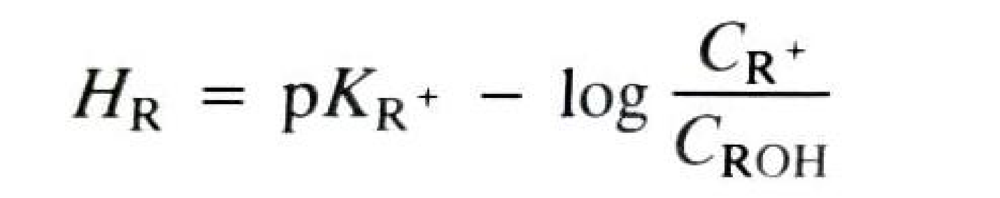 H_R = pK_R+ − log C_R+ / C_ROH